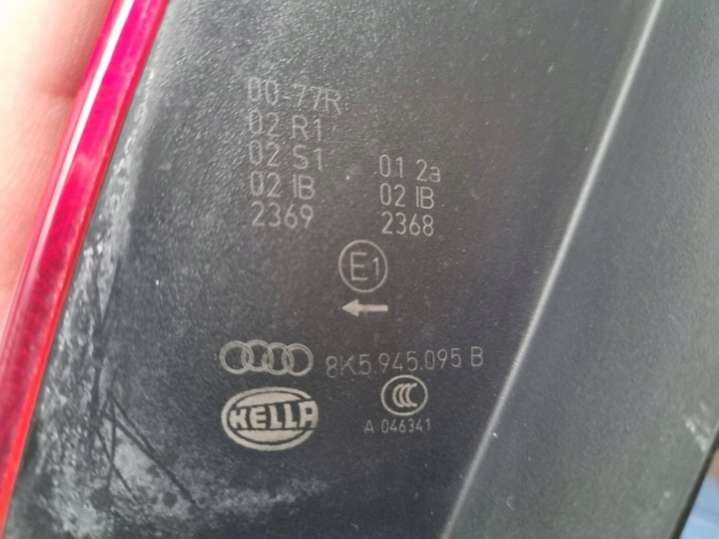 00-77R
02 R1
02 S1 01 2a
02 IB 02 IB
2369 2368
E1
8K5.945.095 B
HELLA
CCC
A 046341